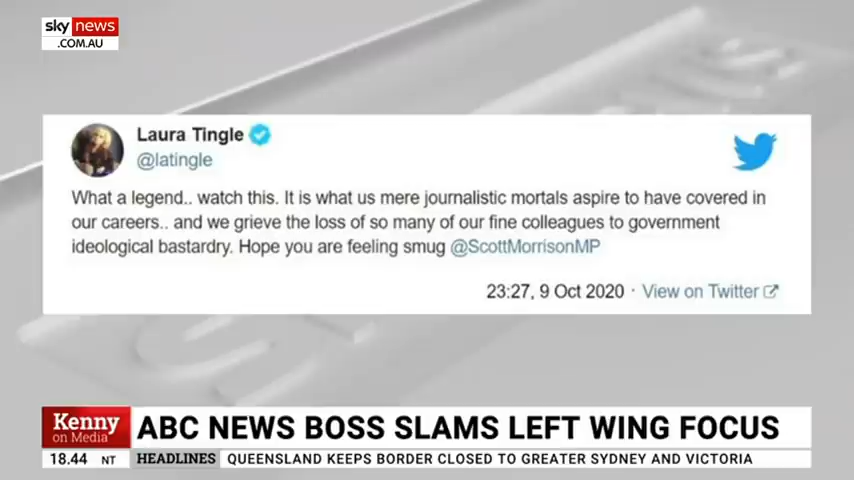 sky news
.COM.AU
Laura Tingle
@latingle
What a legend.. watch this. It is what us mere journalistic mortals aspire to have covered in
our careers.. and we grieve the loss of so many of our fine colleagues to government
ideological bastardry. Hope you are feeling smug @ScottMorrisonMP
23:27, 9 Oct 2020 · View on Twitter
Kenny
on Media
ABC NEWS BOSS SLAMS LEFT WING FOCUS
18.44 NT HEADLINES QUEENSLAND KEEPS BORDER CLOSED TO GREATER SYDNEY AND VICTORIA